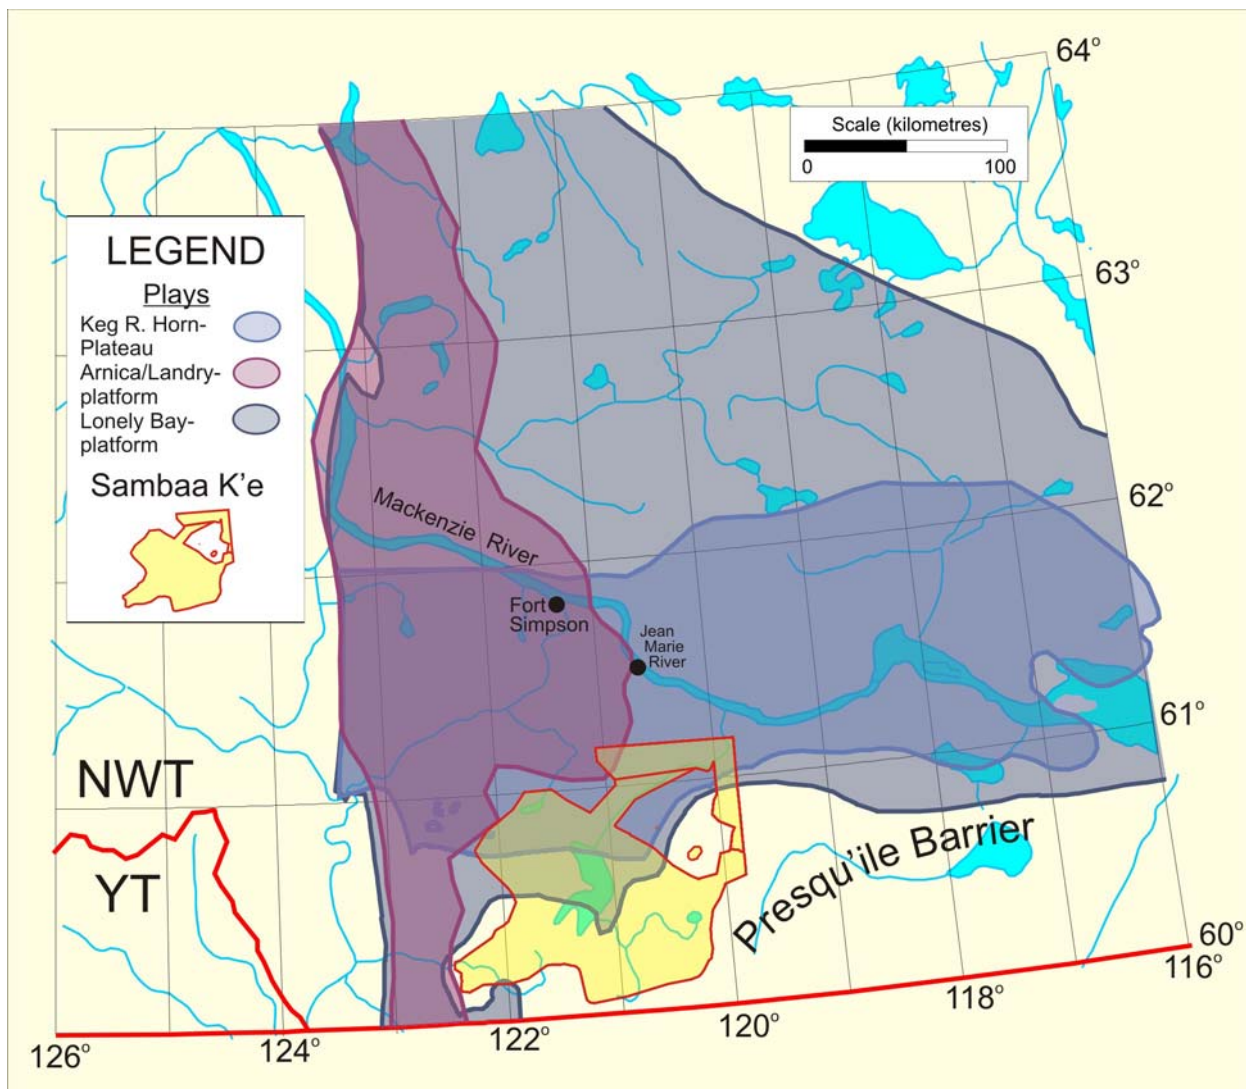 64°
Scale (kilometres)
0 100
63°
LEGEND
Plays
Keg R. Horn-
Plateau
Arnica/Landry-
platform
Lonely Bay-
platform
Sambaa K'e
62°
Mackenzie River
Fort
Simpson
Jean
Marie
River
61°
NWT
YT
Presqu'ile Barrier
60°
116°
118°
120°
122°
124°
126°